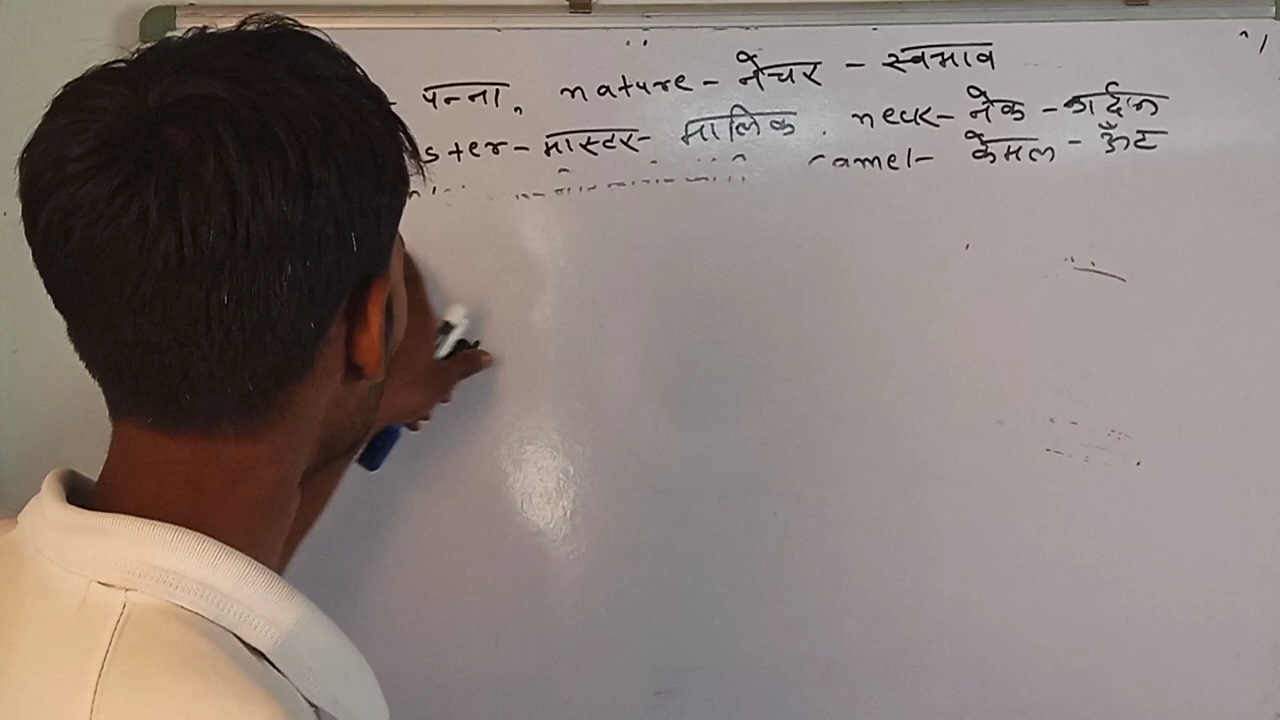 - पन्ना, nature - नेचर - स्वभाव
ster - मास्टर - मालिक. neck - नेक - गर्दन
camel - कैमल - ऊँट